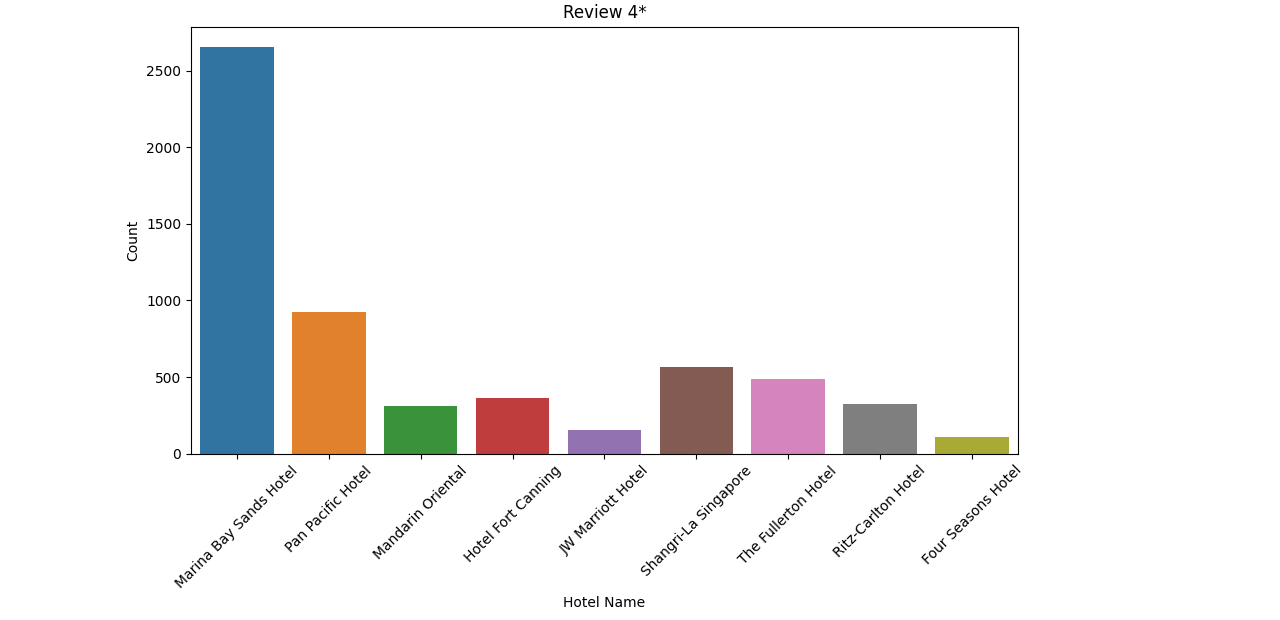 Review 4*
2500
2000
1500
1000
500
0
Count
Marina Bay Sands Hotel
Pan Pacific Hotel
Mandarin Oriental
Hotel Fort Canning
JW Marriott Hotel
Shangri-La Singapore
The Fullerton Hotel
Ritz-Carlton Hotel
Four Seasons Hotel
Hotel Name